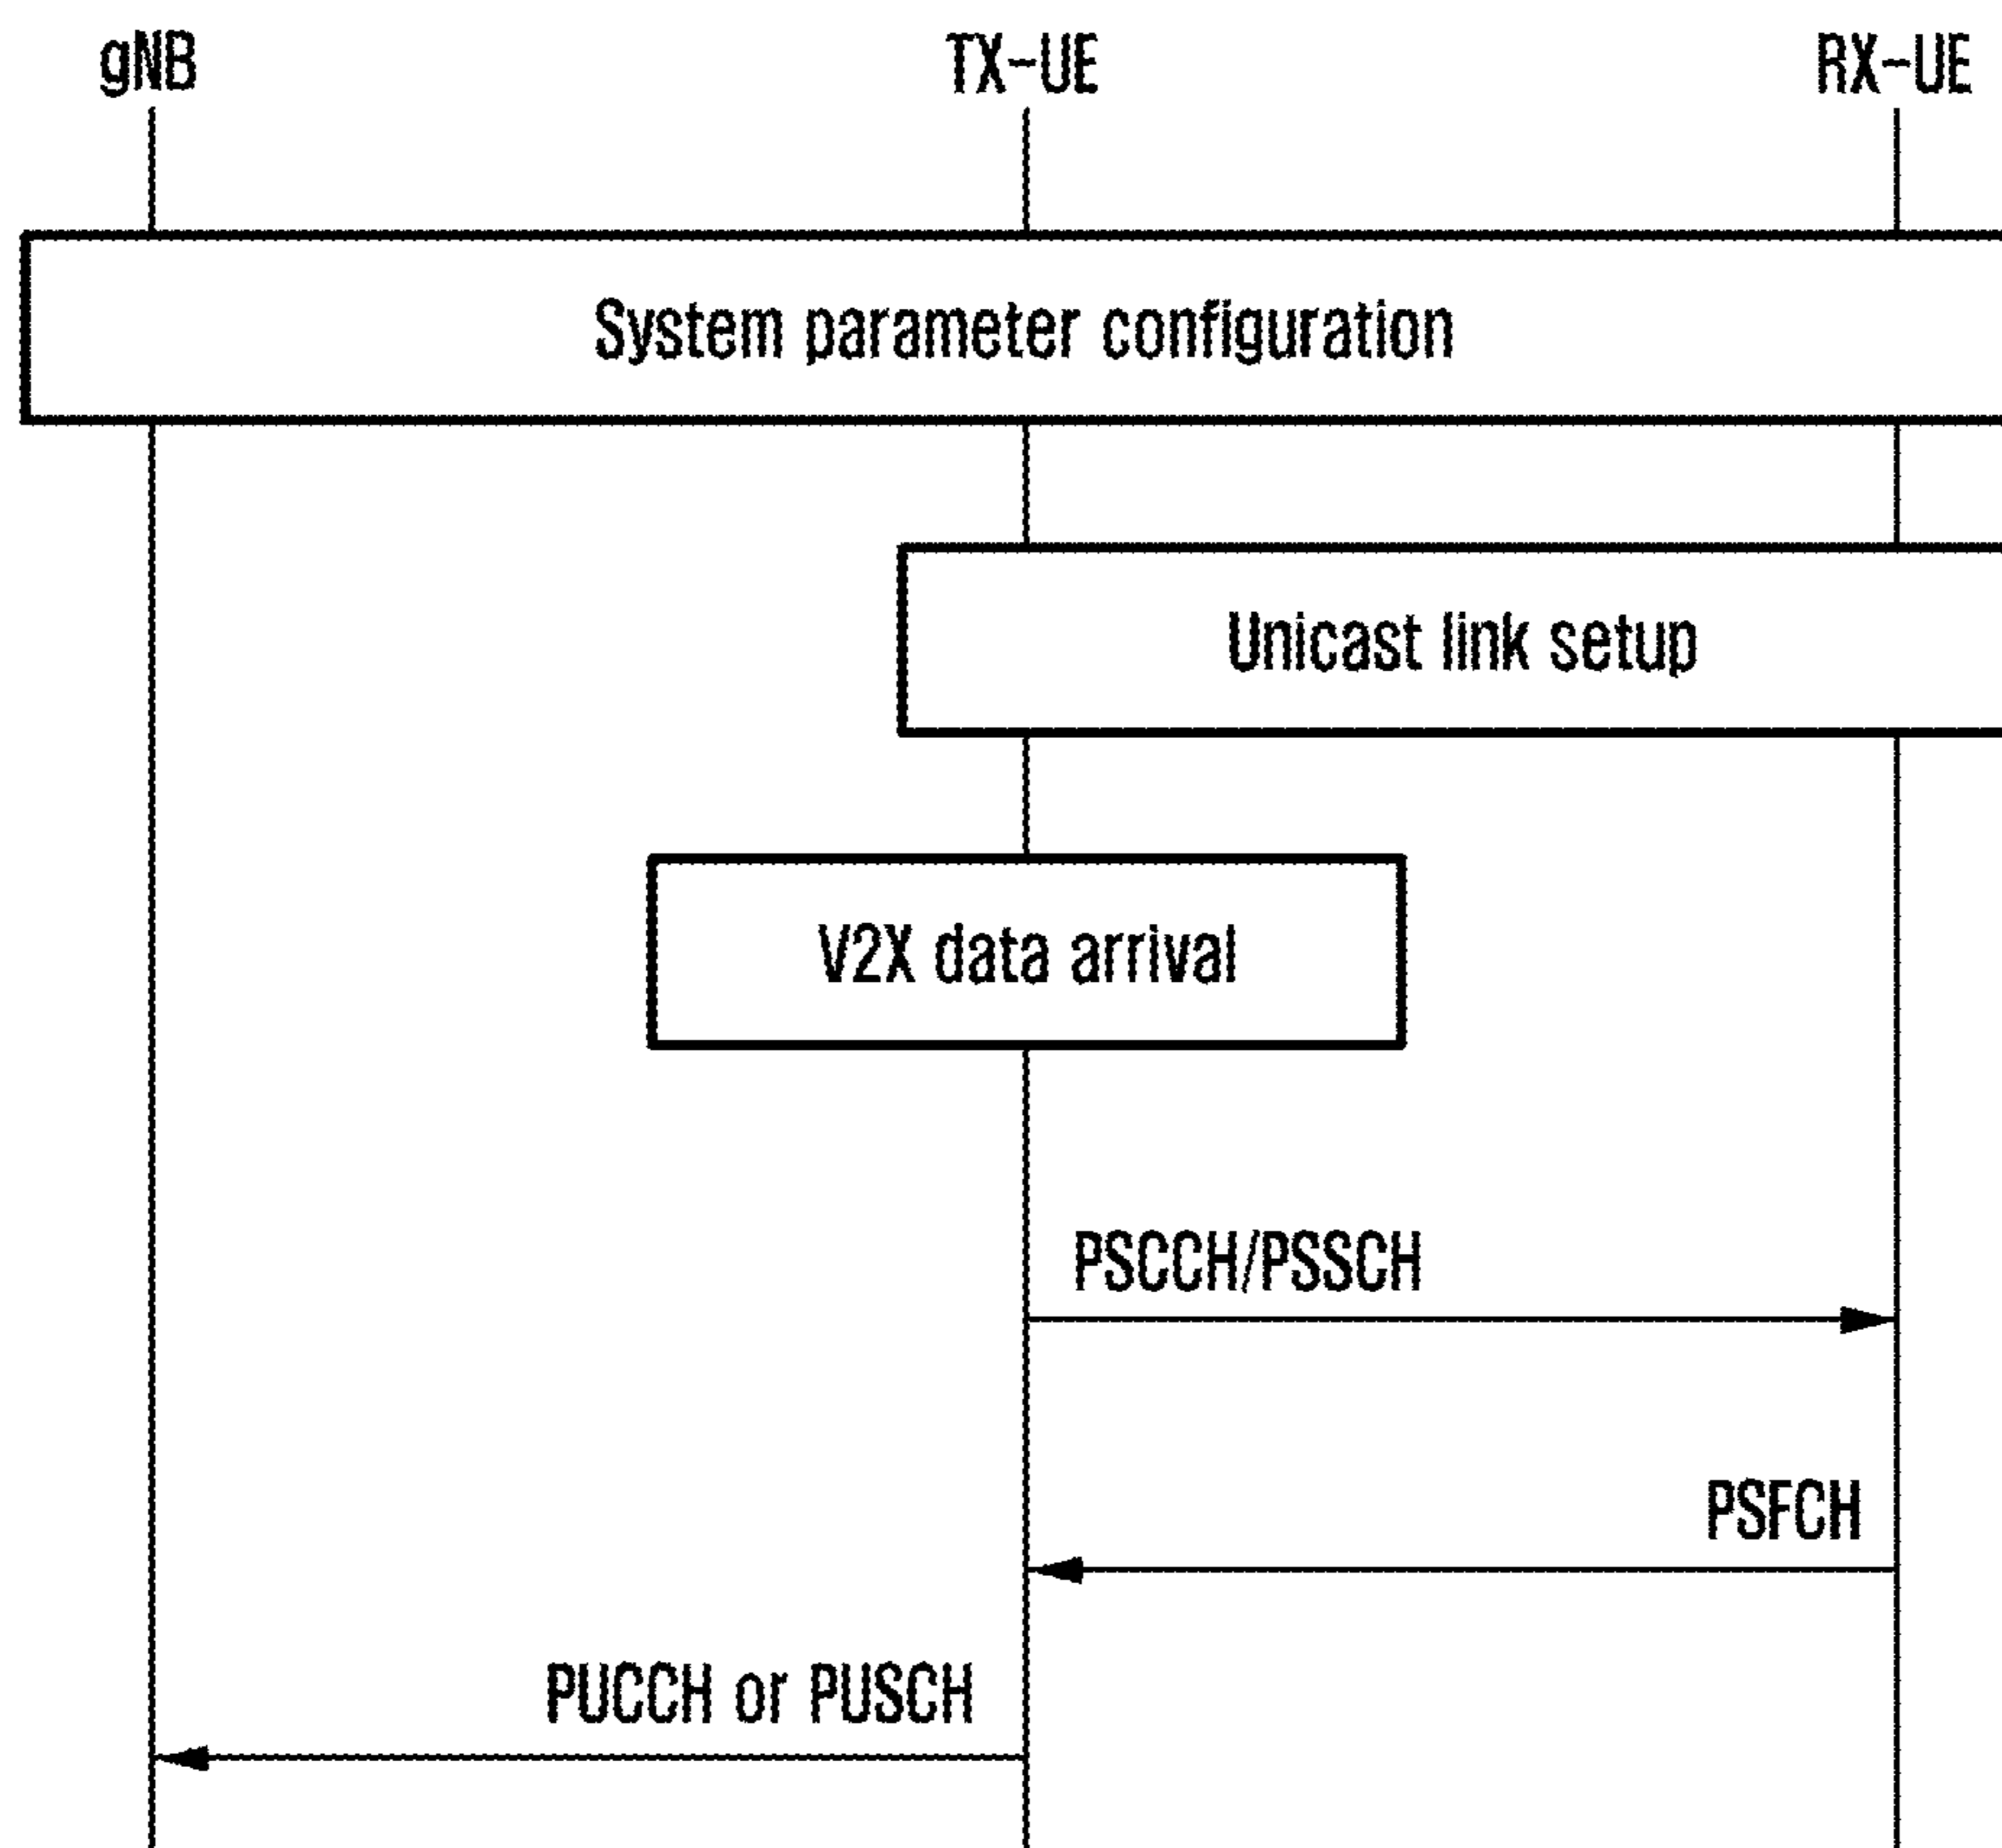 gNB TX-UE RX-UE
System parameter configuration
Unicast link setup
V2X data arrival
PSCCH/PSSCH
PSFCH
PUCCH or PUSCH